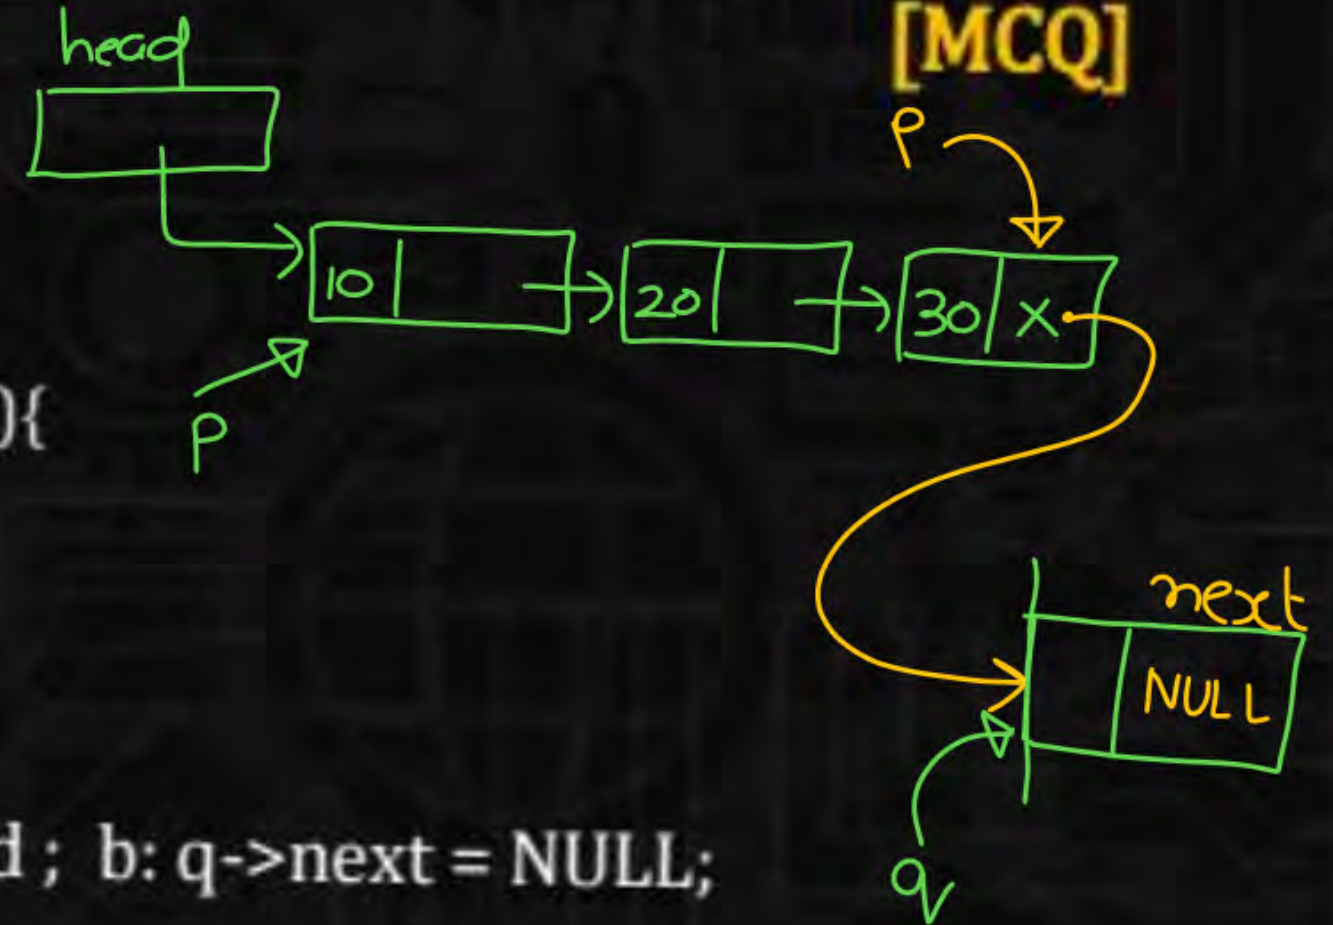 head
[MCQ]
P
10 20 30 X
){
P
next
NULL
d ; b: q->next = NULL;
q